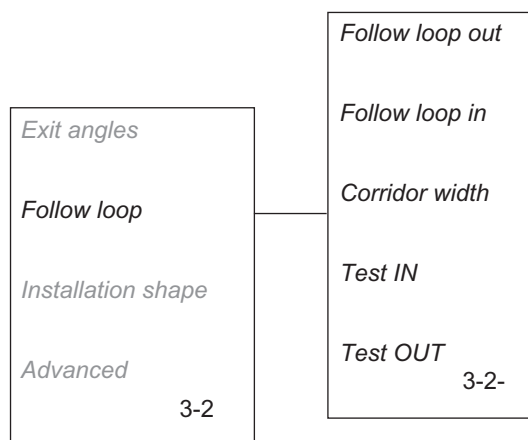 Exit angles
Follow loop
Installation shape
Advanced
3-2
Follow loop out
Follow loop in
Corridor width
Test IN
Test OUT
3-2-